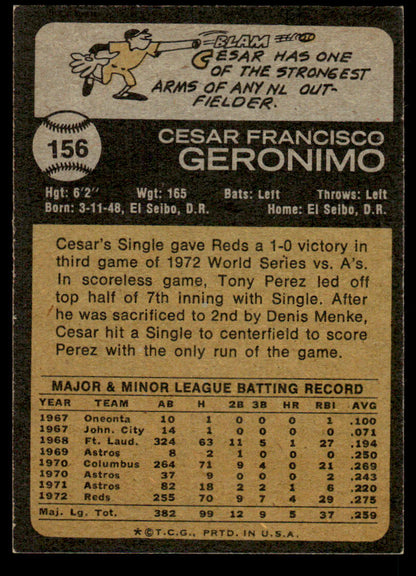 BLAM
CESAR HAS ONE
OF THE STRONGEST
ARMS OF ANY NL OUT-
FIELDER.
156
CESAR FRANCISCO
GERONIMO
Hgt: 6'2" Wgt: 165 Bats: Left Throws: Left
Born: 3-11-48, El Seibo, D.R. Home: El Seibo, D.R.
Cesar's Single gave Reds a 1-0 victory in
third game of 1972 World Series vs. A's.
In scoreless game, Tony Perez led off
top half of 7th inning with Single. After
he was sacrificed to 2nd by Denis Menke,
Cesar hit a Single to centerfield to score
Perez with the only run of the game.
MAJOR & MINOR LEAGUE BATTING RECORD
YEAR TEAM AB H 2B 3B HR RBI AVG
1967 Oneonta 10 1 0 0 0 1 .100
1967 John. City 14 1 0 0 0 0 .071
1968 Ft. Laud. 324 63 11 5 1 27 .194
1969 Astros 8 2 1 0 0 0 .250
1970 Columbus 264 71 9 4 0 21 .269
1970 Astros 37 9 0 0 0 2 .243
1971 Astros 82 18 2 2 1 6 .220
1972 Reds 255 70 9 7 4 29 .275
Maj. Lg. Tot. 382 99 12 9 5 37 .259
*©T.C.G., PRTD. IN U.S.A.